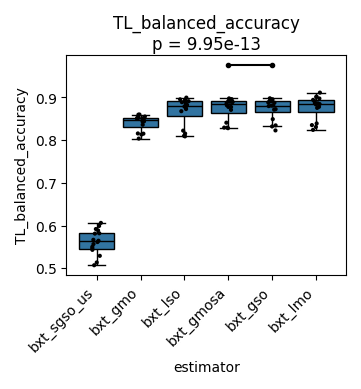 TL_balanced_accuracy
p = 9.95e-13
TL_balanced_accuracy
0.9
0.8
0.7
0.6
0.5
bxt_sgso_us
bxt_gmo
bxt_lso
bxt_gmosa
bxt_gso
bxt_lmo
estimator